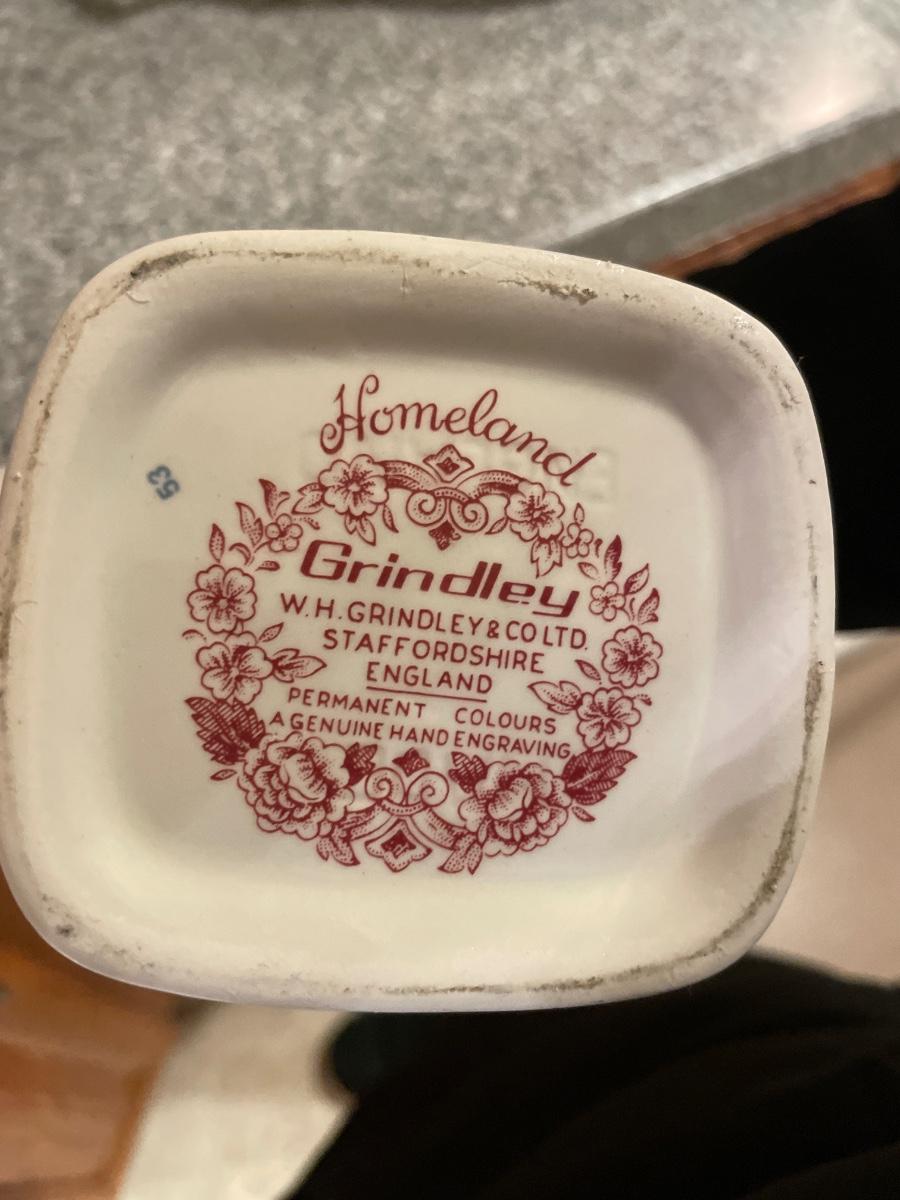 Homeland
53
Grindley
W.H.GRINDLEY & CO LTD.
STAFFORDSHIRE
ENGLAND
PERMANENT COLOURS
A GENUINE HAND ENGRAVING